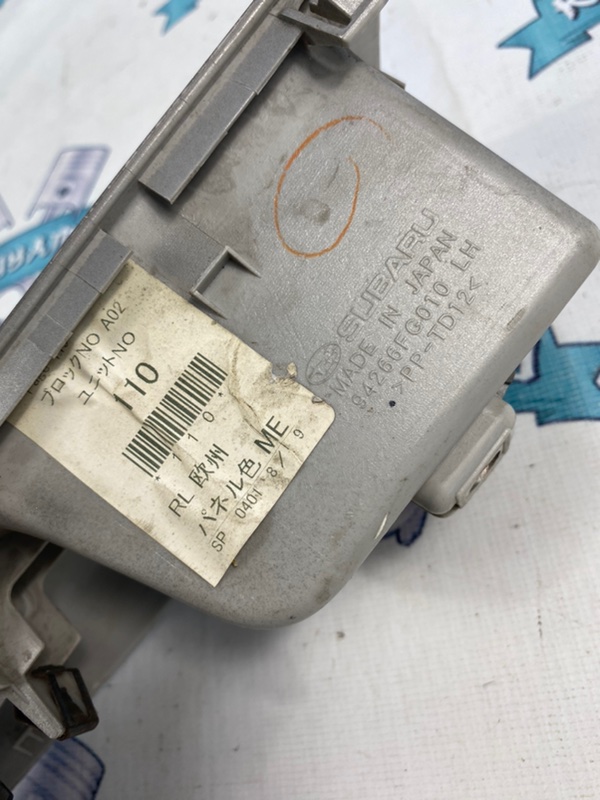 SUBARU
MADE IN JAPAN
94266FG010 LH
>PP-TD12<
ブロックNO A02
ユニットNO
110
110
RL 欧州
パネル色 ME
SP 0401 8/19